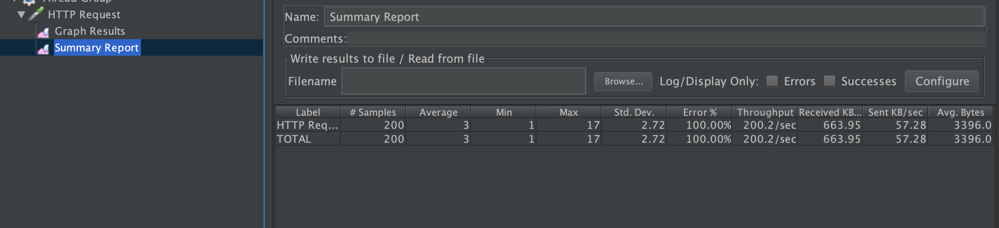 Thread Group
HTTP Request
Graph Results
Summary Report
Name: Summary Report
Comments:
Write results to file / Read from file
Filename Browse... Log/Display Only: Errors Successes Configure
Label # Samples Average Min Max Std. Dev. Error % Throughput Received KB... Sent KB/sec Avg. Bytes
HTTP Req... 200 3 1 17 2.72 100.00% 200.2/sec 663.95 57.28 3396.0
TOTAL 200 3 1 17 2.72 100.00% 200.2/sec 663.95 57.28 3396.0